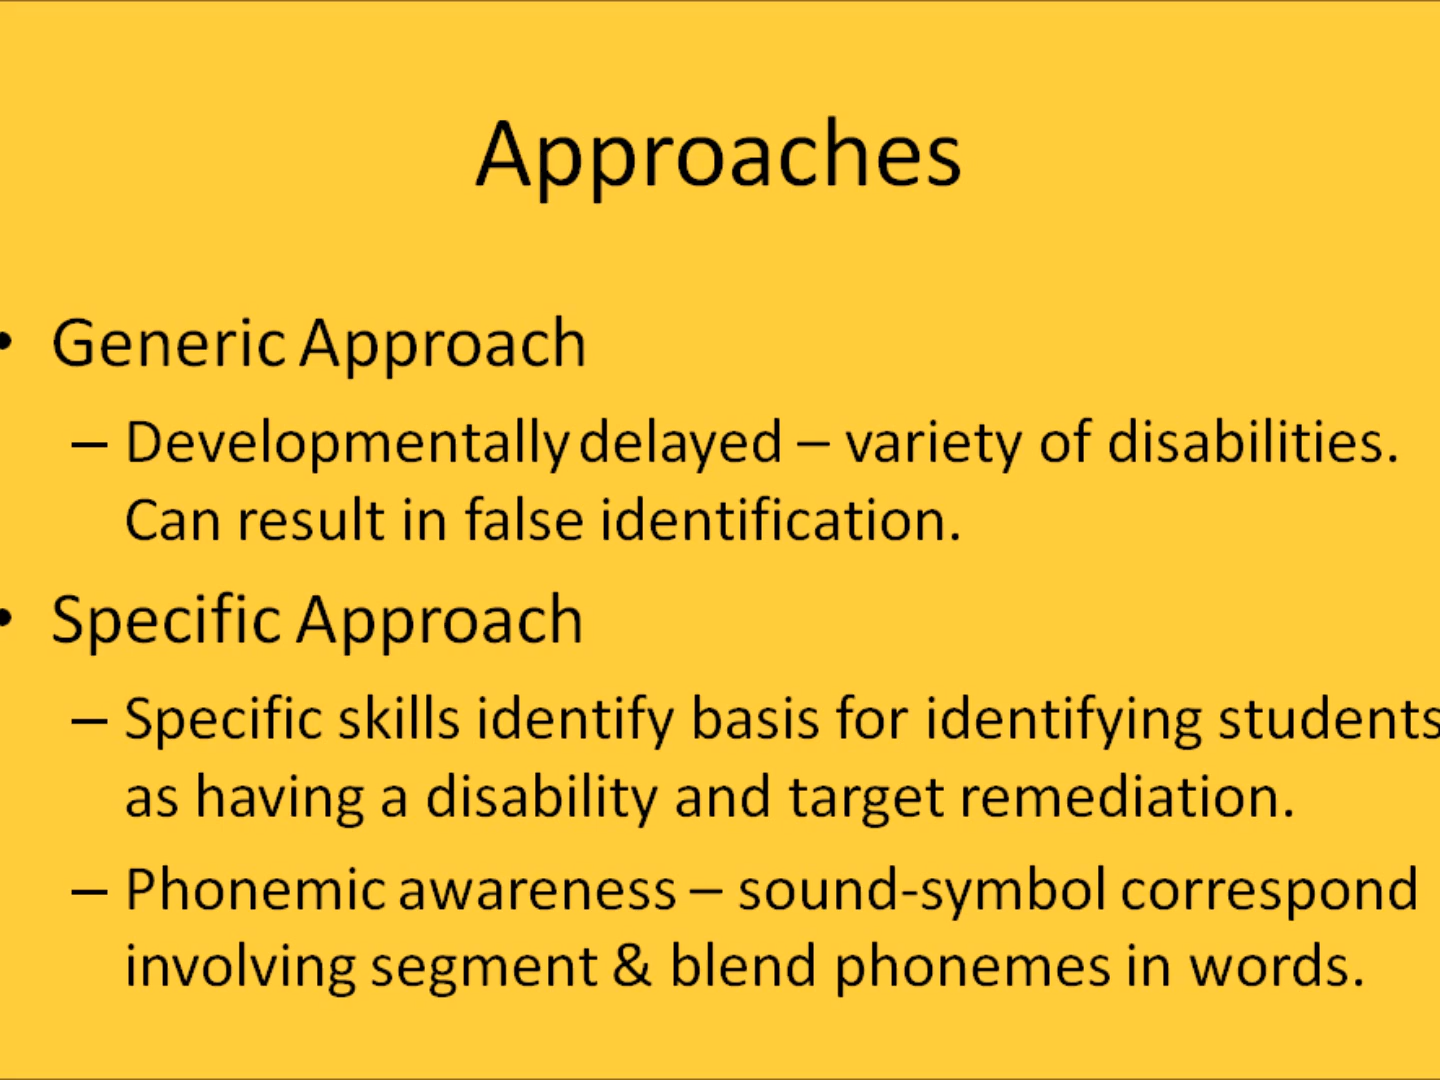 Approaches
• Generic Approach
– Developmentally delayed – variety of disabilities.
Can result in false identification.
• Specific Approach
– Specific skills identify basis for identifying students
as having a disability and target remediation.
– Phonemic awareness – sound-symbol correspond
involving segment & blend phonemes in words.